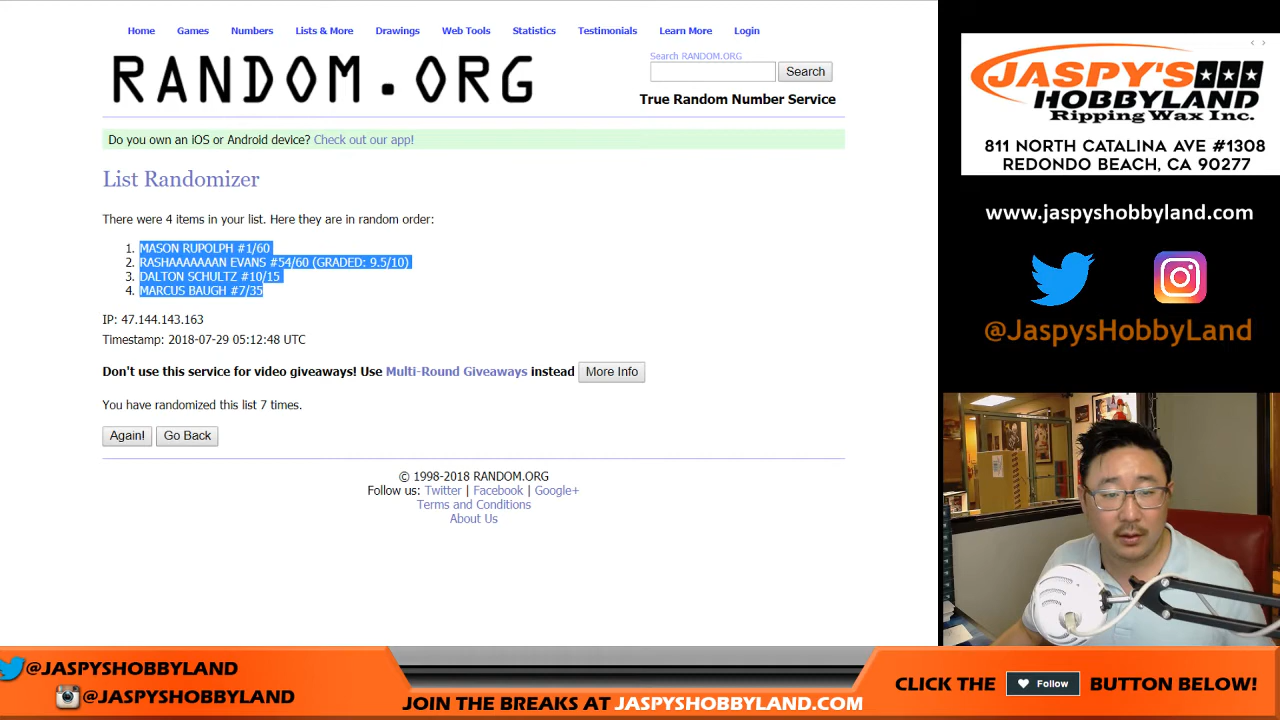 Home Games Numbers Lists & More Drawings Web Tools Statistics Testimonials Learn More Login
RANDOM.ORG
Search RANDOM.ORG
Search
True Random Number Service
Do you own an iOS or Android device? Check out our app!
List Randomizer
There were 4 items in your list. Here they are in random order:
1. MASON RUPOLPH #1/60
2. RASHAAAAAAAN EVANS #54/60 (GRADED: 9.5/10)
3. DALTON SCHULTZ #10/15
4. MARCUS BAUGH #7/35
IP: 47.144.143.163
Timestamp: 2018-07-29 05:12:48 UTC
Don't use this service for video giveaways! Use Multi-Round Giveaways instead More Info
You have randomized this list 7 times.
Again! Go Back
© 1998-2018 RANDOM.ORG
Follow us: Twitter | Facebook | Google+
Terms and Conditions
About Us
JASPY'S
HOBBYLAND
Ripping Wax Inc.
811 NORTH CATALINA AVE #1308
REDONDO BEACH, CA 90277
www.jaspyshobbyland.com
@JaspysHobbyLand
@JASPYSHOBBYLAND
@JASPYSHOBBYLAND
JOIN THE BREAKS AT JASPYSHOBBYLAND.COM
CLICK THE Follow BUTTON BELOW!